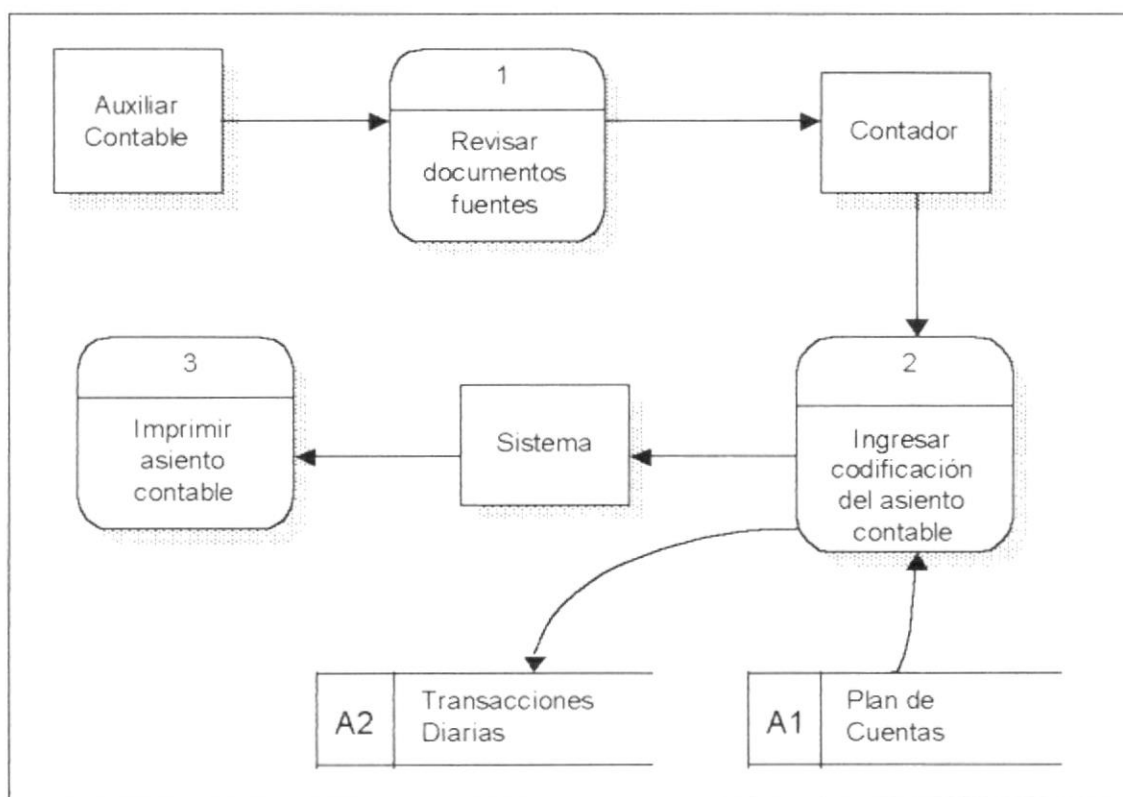 Auxiliar
Contable
1
Revisar
documentos
fuentes
Contador
3
Imprimir
asiento
contable
Sistema
2
Ingresar
codificación
del asiento
contable
A2
Transacciones
Diarias
A1
Plan de
Cuentas